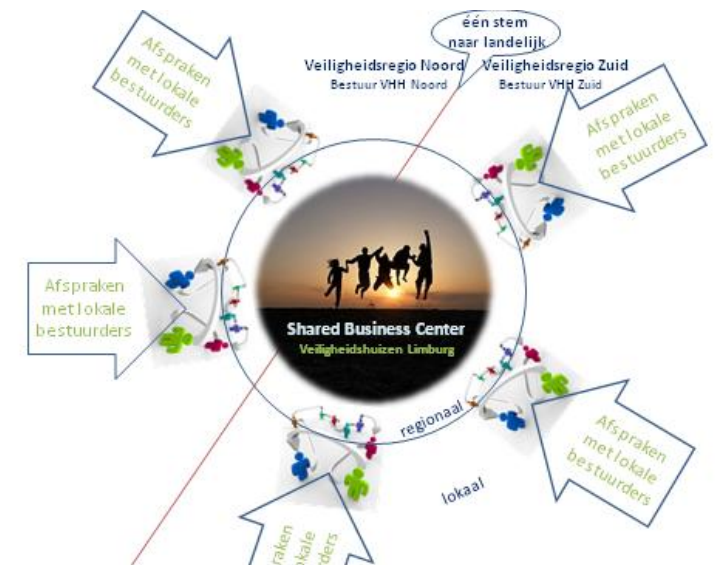 één stem
naar landelijk
Veiligheidsregio Noord
Bestuur VHH Noord
Veiligheidsregio Zuid
Bestuur VHH Zuid
Afspraken
met lokale
bestuurders
Afspraken
met lokale
bestuurders
Afspraken
met lokale
bestuurders
Shared Business Center
Veiligheidshuizen Limburg
regionaal
lokaal
Afspraken
met lokale
bestuurders